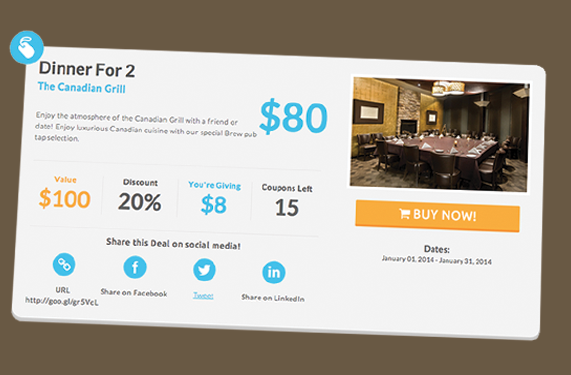 Dinner For 2
The Canadian Grill
$80
Enjoy the atmosphere of the Canadian Grill with a friend or
date! Enjoy luxurious Canadian cuisine with our special Brew pub
tap selection.
Value
$100
Discount
20%
You're Giving
$8
Coupons Left
15
Share this Deal on social media!
URL
http://goo.gl/gr5VcL
f
Share on Facebook
Tweet
in
Share on LinkedIn
BUY NOW!
Dates:
January 01, 2014 - January 31, 2014